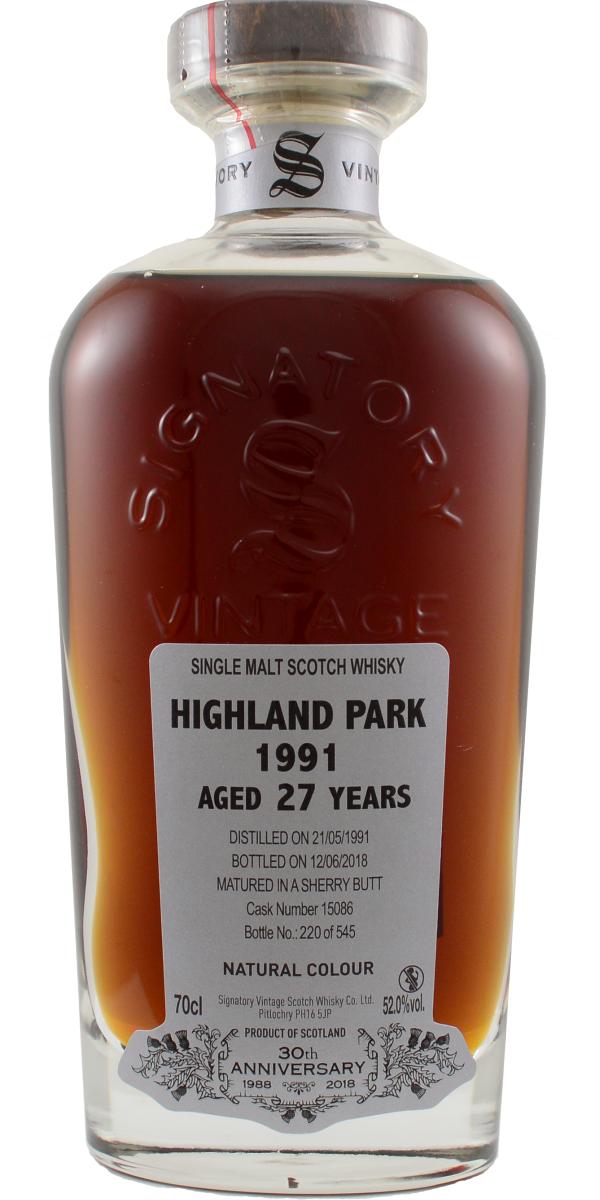 ORY S VINT
SIGNATORY
S
VINTAGE
SINGLE MALT SCOTCH WHISKY
HIGHLAND PARK
1991
AGED 27 YEARS
DISTILLED ON 21/05/1991
BOTTLED ON 12/06/2018
MATURED IN A SHERRY BUTT
Cask Number 15086
Bottle No.: 220 of 545
NATURAL COLOUR
70cl Signatory Vintage Scotch Whisky Co. Ltd. 52.0%vol.
Pitlochry PH16 5JP
PRODUCT OF SCOTLAND
30th
ANNIVERSARY
1988 2018